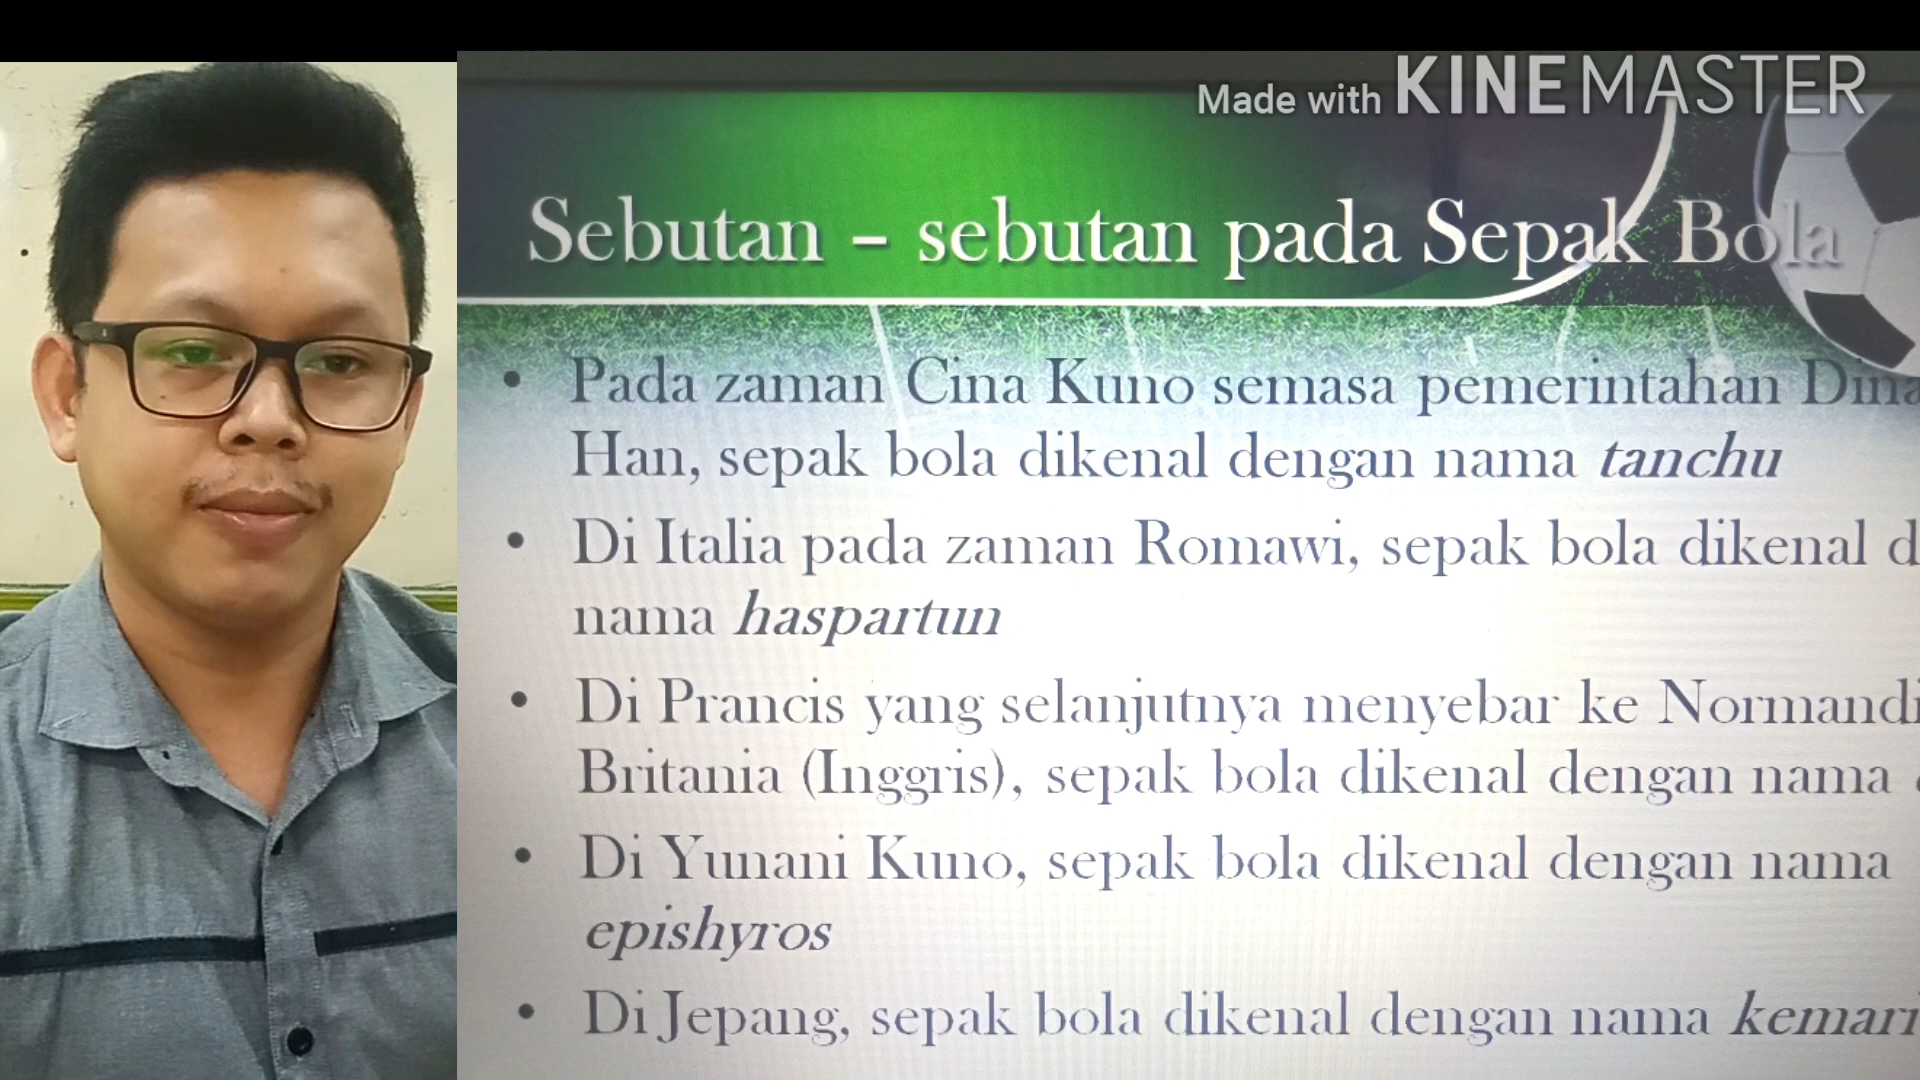 Made with KINEMASTER
Sebutan – sebutan pada Sepak Bola
• Pada zaman Cina Kuno semasa pemerintahan
Han, sepak bola dikenal dengan nama tanchu
• Di Italia pada zaman Romawi, sepak bola dikenal
nama haspartun
• Di Prancis yang selanjutnya menyebar ke
Britania (Inggris), sepak bola dikenal dengan nama
• Di Yunani Kuno, sepak bola dikenal dengan nama
epishyros
• Di Jepang, sepak bola dikenal dengan nama kemari